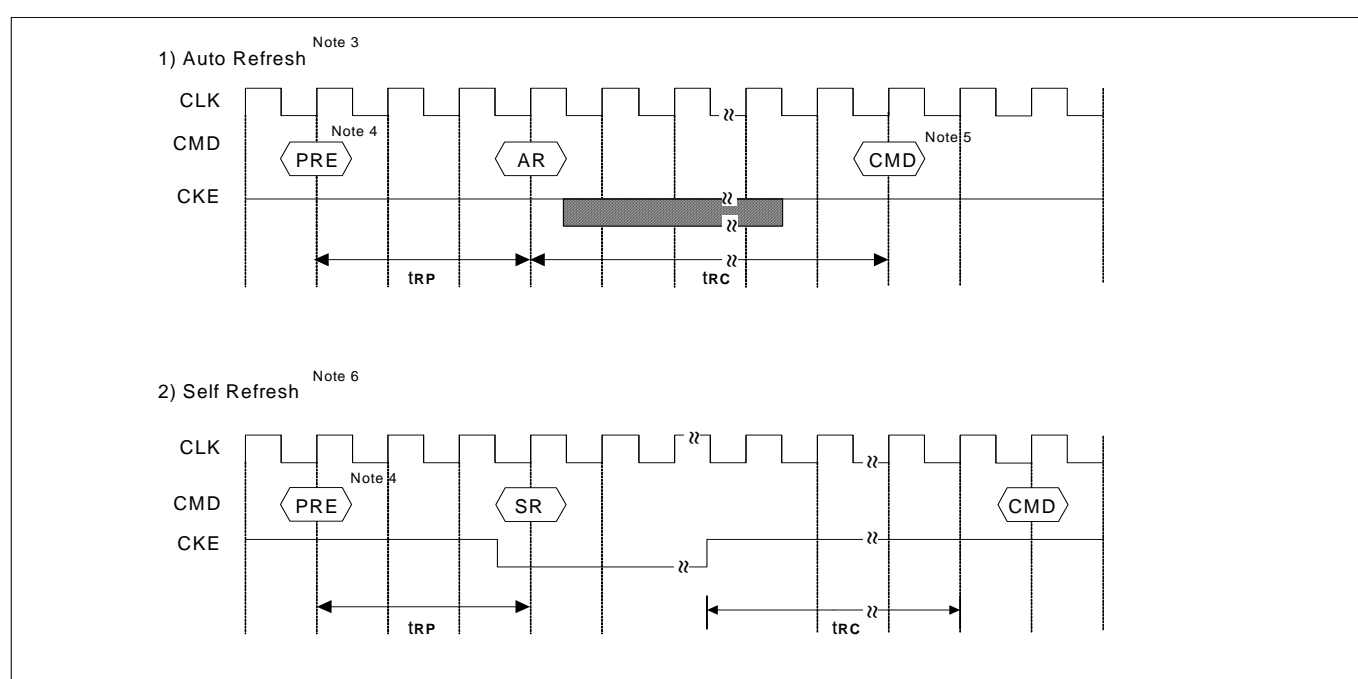 1) Auto Refresh Note 3
CLK
CMD PRE Note 4 AR CMD Note 5
CKE
tRP tRC
2) Self Refresh Note 6
CLK
CMD PRE Note 4 SR CMD
CKE
tRP tRC